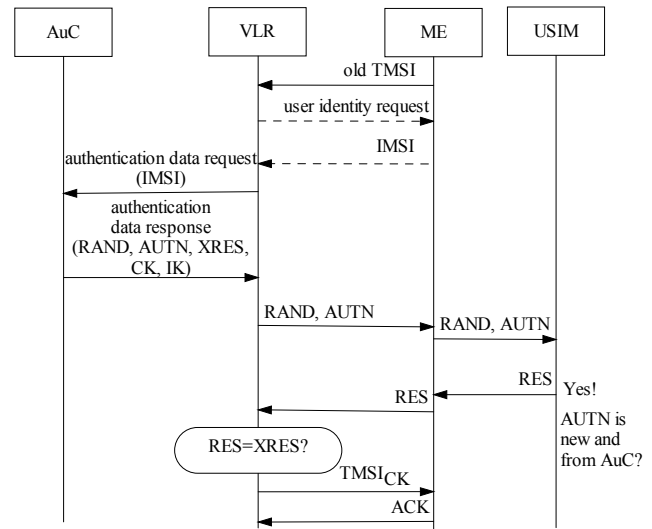 AuC
VLR
ME
USIM
old TMSI
user identity request
IMSI
authentication data request
(IMSI)
authentication
data response
(RAND, AUTN, XRES,
CK, IK)
RAND, AUTN
RAND, AUTN
RES
Yes!
RES
AUTN is
new and
from AuC?
RES=XRES?
TMSICK
ACK